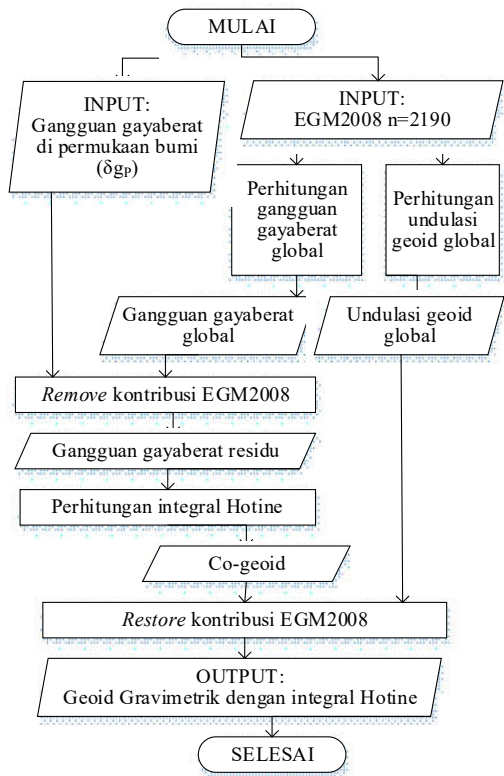 MULAI
INPUT:
Gangguan gayaberat
di permukaan bumi
(δgP)
INPUT:
EGM2008 n=2190
Perhitungan
gangguan
gayaberat
global
Perhitungan
undulasi
geoid global
Gangguan gayaberat
global
Undulasi geoid
global
Remove kontribusi EGM2008
Gangguan gayaberat residu
Perhitungan integral Hotine
Co-geoid
Restore kontribusi EGM2008
OUTPUT:
Geoid Gravimetrik dengan integral Hotine
SELESAI